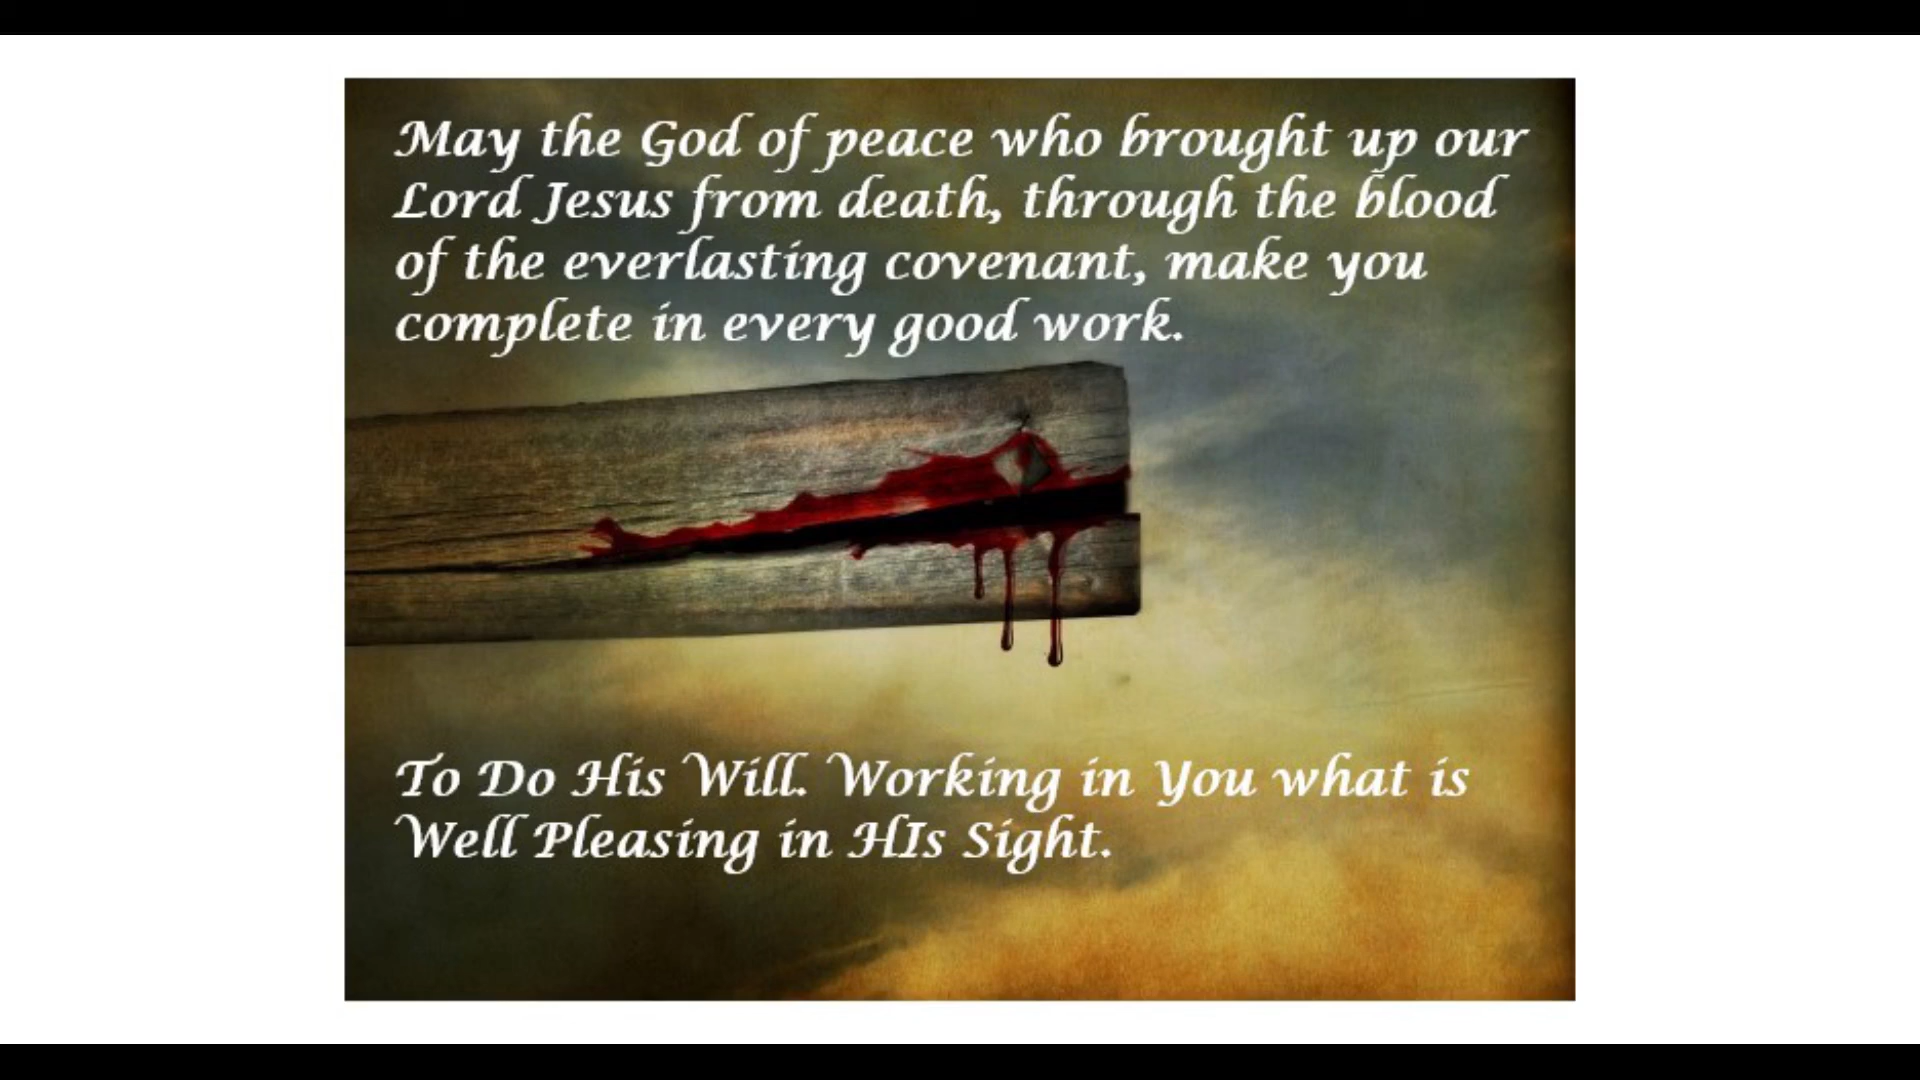 May the God of peace who brought up our
Lord Jesus from death, through the blood
of the everlasting covenant, make you
complete in every good work.
To Do His Will. Working in You what is
Well Pleasing in HIs Sight.